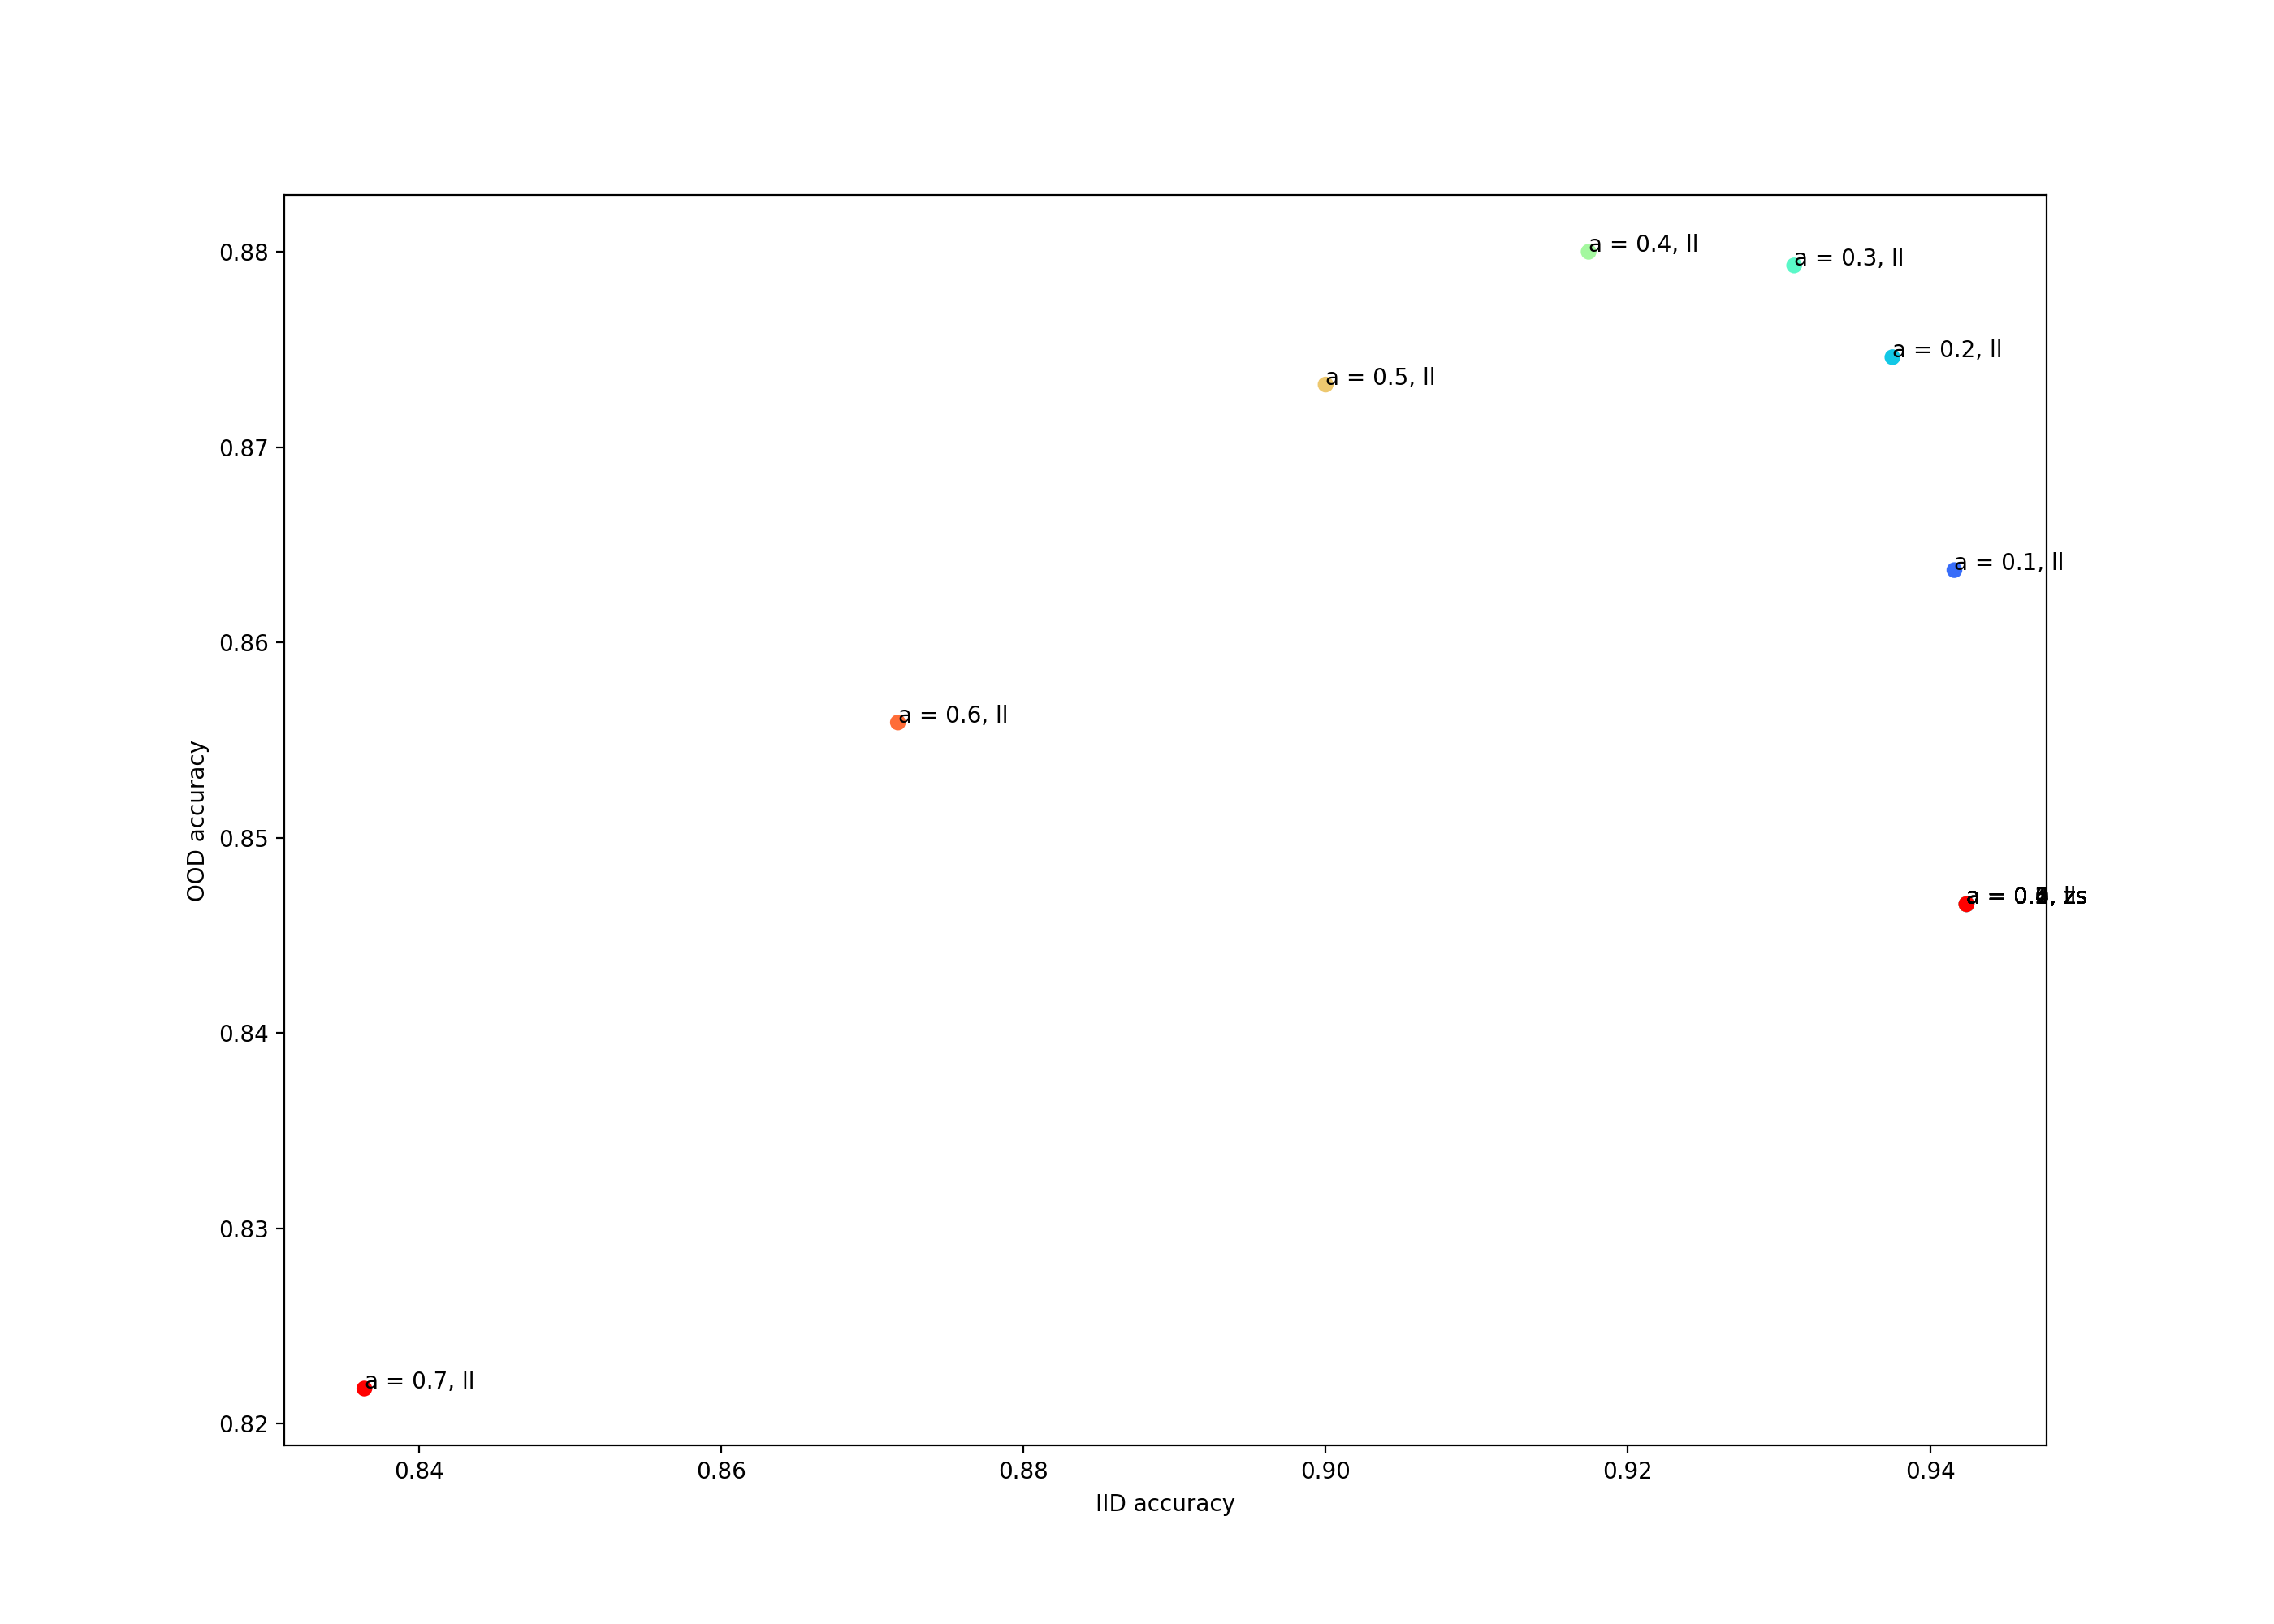 0.88
0.87
0.86
0.85
0.84
0.83
0.82
OOD accuracy
a = 0.4, ll
a = 0.3, ll
a = 0.2, ll
a = 0.5, ll
a = 0.1, ll
a = 0.6, ll
a =
a = 0.7, ll
0.84 0.86 0.88 0.90 0.92 0.94
IID accuracy